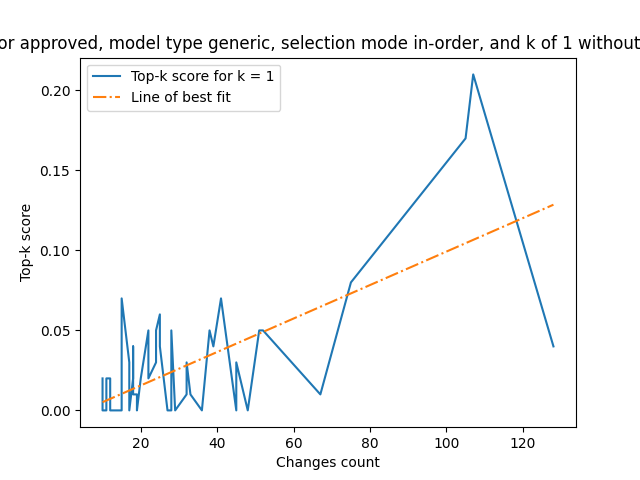 or approved, model type generic, selection mode in-order, and k of 1 without
Top-k score for k = 1
Line of best fit
0.20
0.15
0.10
0.05
0.00
Top-k score
20 40 60 80 100 120
Changes count